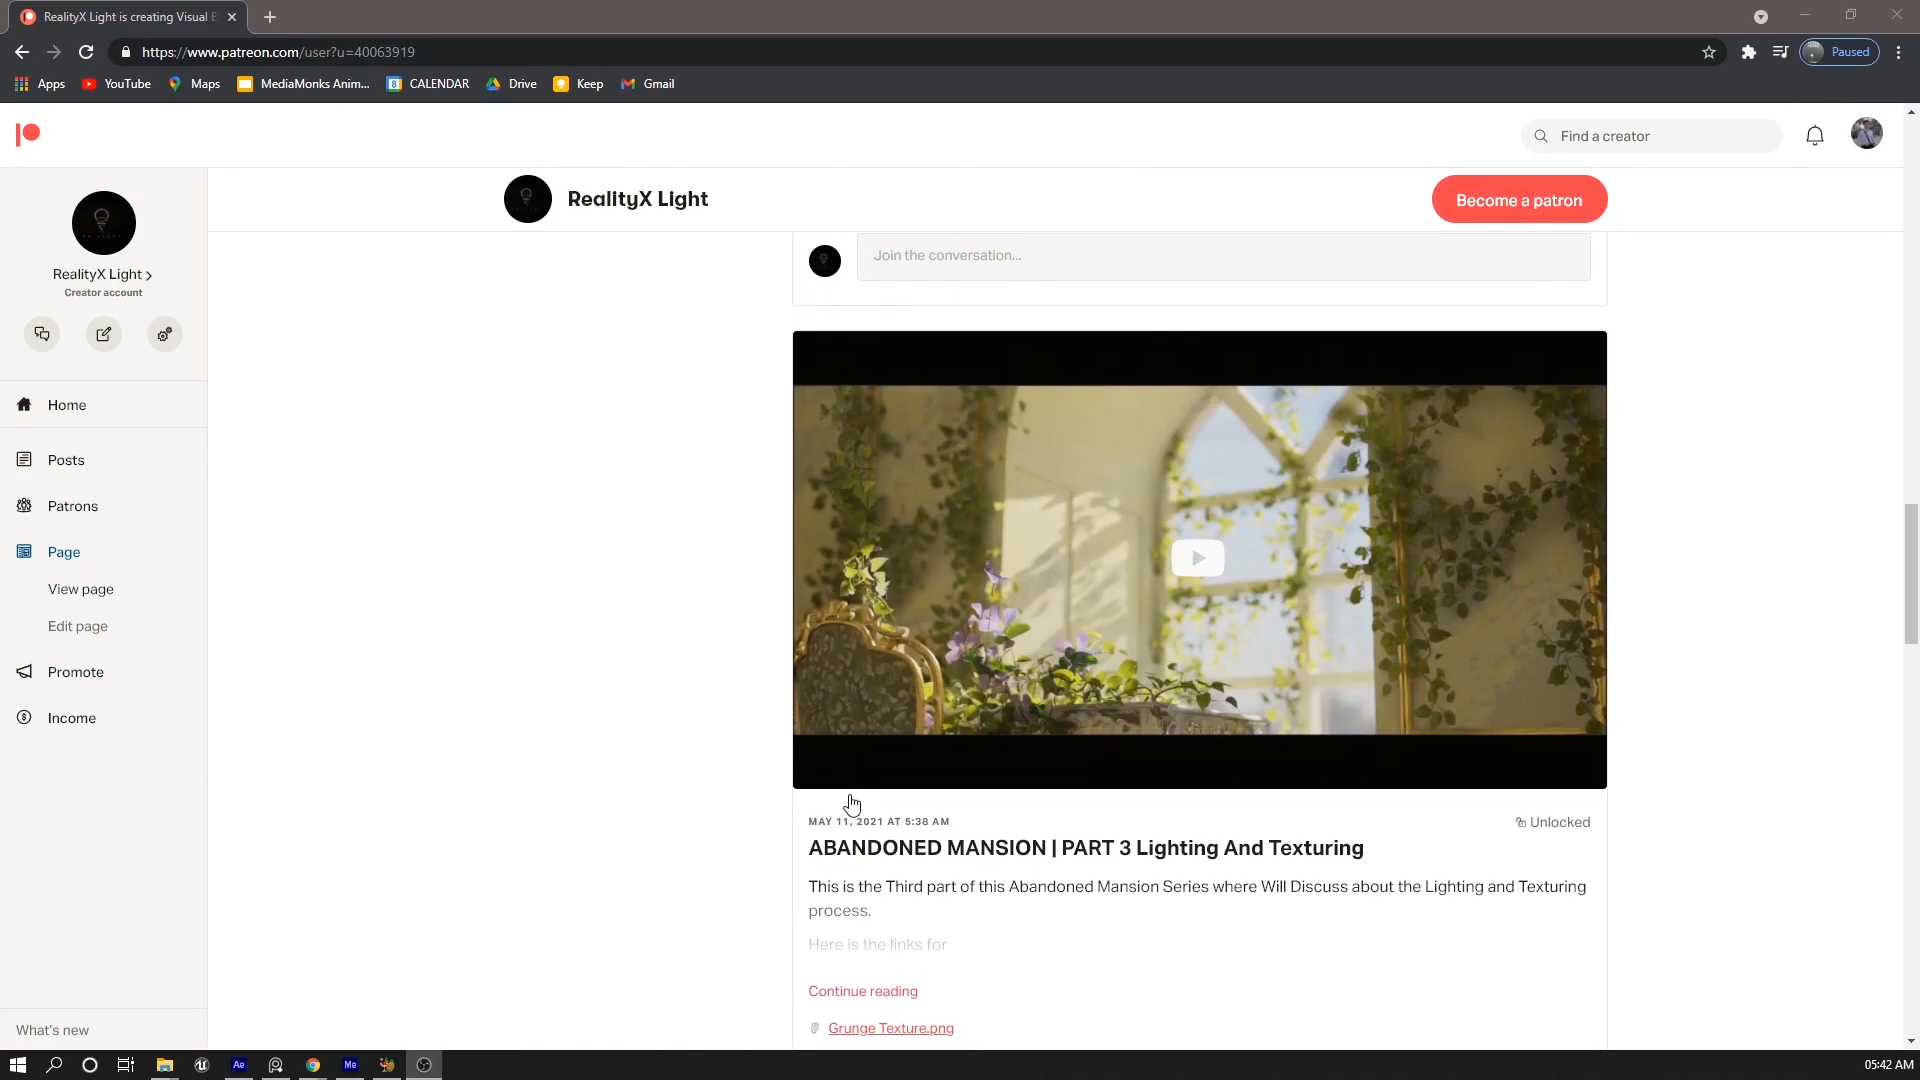 RealityX Light is creating Visual E
https://www.patreon.com/user?u=40063919
Paused
Apps
YouTube
Maps
MediaMonks Anim...
CALENDAR
Drive
Keep
Gmail
Find a creator
RealityX Light
Become a patron
RealityX Light
Creator account
Home
Posts
Patrons
Page
View page
Edit page
Promote
Income
What's new
Join the conversation...
MAY 11, 2021 AT 5:38 AM
Unlocked
ABANDONED MANSION | PART 3 Lighting And Texturing
This is the Third part of this Abandoned Mansion Series where Will Discuss about the Lighting and Texturing
process.
Here is the links for
Continue reading
Grunge Texture.png
Ae
Me
05:42 AM